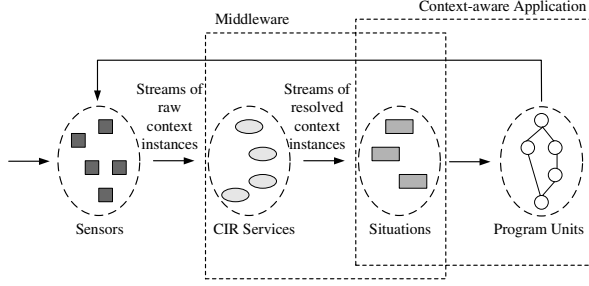 Context-aware Application
Middleware
Streams of
raw
context
instances
Streams of
resolved
context
instances
Sensors
CIR Services
Situations
Program Units